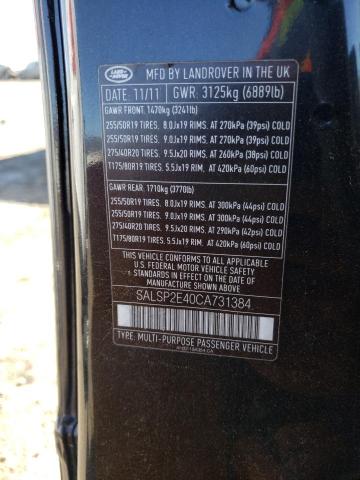 LAND ROVER
MFD BY LANDROVER IN THE UK
DATE: 11/11 GWR: 3125kg (6889lb)
GAWR FRONT: 1470kg (3241lb)
255/50R19 TIRES. 8.0Jx19 RIMS. AT 270kPa (39psi) COLD
255/50R19 TIRES. 9.0Jx19 RIMS. AT 270kPa (39psi) COLD
275/40R20 TIRES. 9.5Jx20 RIMS. AT 260kPa (38psi) COLD
T175/80R19 TIRES. 5.5Jx19 RIM. AT 420kPa (60psi) COLD
GAWR REAR: 1710kg (3770lb)
255/50R19 TIRES. 8.0Jx19 RIMS. AT 300kPa (44psi) COLD
255/50R19 TIRES. 9.0Jx19 RIMS. AT 300kPa (44psi) COLD
275/40R20 TIRES. 9.5Jx20 RIMS. AT 290kPa (42psi) COLD
T175/80R19 TIRES. 5.5Jx19 RIM. AT 420kPa (60psi) COLD
THIS VEHICLE CONFORMS TO ALL APPLICABLE
U.S. FEDERAL MOTOR VEHICLE SAFETY
STANDARDS IN EFFECT ON THE DATE OF
MANUFACTURE SHOWN ABOVE.
SALSP2E40CA731384
TYPE: MULTI-PURPOSE PASSENGER VEHICLE